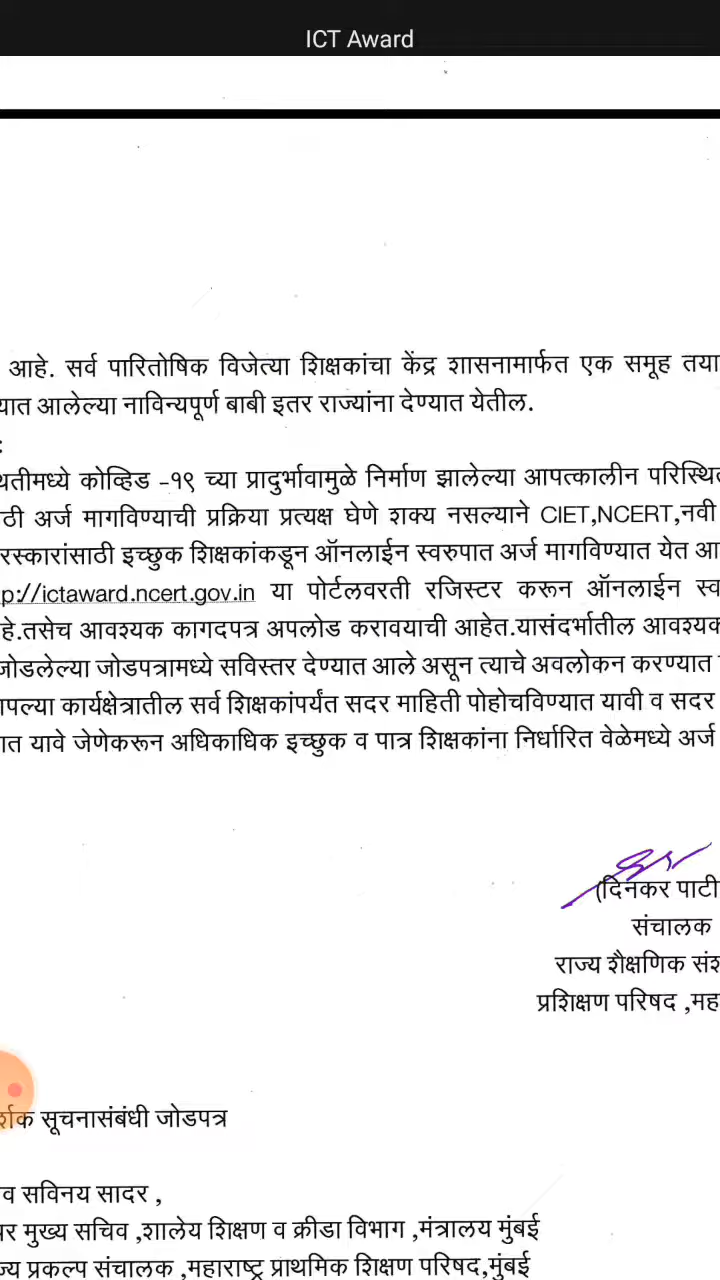 ICT Award
आहे. सर्व पारितोषिक विजेत्या शिक्षकांचा केंद्र शासनामार्फत एक समूह तया
यात आलेल्या नाविन्यपूर्ण बाबी इतर राज्यांना देण्यात येतील.
:
थतीमध्ये कोव्हिड -१९ च्या प्रादुर्भावामुळे निर्माण झालेल्या आपत्कालीन परिस्थित
ठी अर्ज मागविण्याची प्रक्रिया प्रत्यक्ष घेणे शक्य नसल्याने CIET,NCERT,नवी
रस्कारांसाठी इच्छुक शिक्षकांकडून ऑनलाईन स्वरुपात अर्ज मागविण्यात येत आ
p://ictaward.ncert.gov.in या पोर्टलवरती रजिस्टर करून ऑनलाईन स्व
हे.तसेच आवश्यक कागदपत्र अपलोड करावयाची आहेत.यासंदर्भातील आवश्यक
जोडलेल्या जोडपत्रामध्ये सविस्तर देण्यात आले असून त्याचे अवलोकन करण्यात
पल्या कार्यक्षेत्रातील सर्व शिक्षकांपर्यंत सदर माहिती पोहोचविण्यात यावी व सदर
ात यावे जेणेकरून अधिकाधिक इच्छुक व पात्र शिक्षकांना निर्धारित वेळेमध्ये अर्ज
(दिनकर पाटी
संचालक
राज्य शैक्षणिक संश
प्रशिक्षण परिषद ,महा
र्शक सूचनासंबंधी जोडपत्र
व सविनय सादर ,
पर मुख्य सचिव ,शालेय शिक्षण व क्रीडा विभाग ,मंत्रालय मुंबई
ज्य प्रकल्प संचालक ,महाराष्ट्र प्राथमिक शिक्षण परिषद,मुंबई